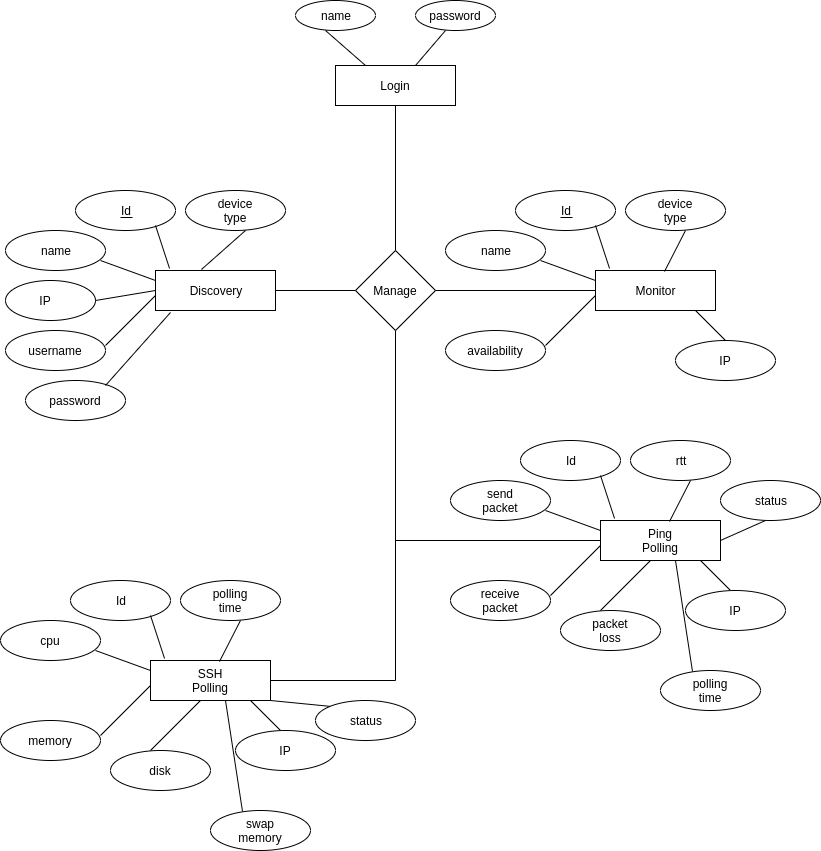 name
password
Login
Id
device
type
name
IP
Discovery
username
password
Manage
Id
device
type
name
Monitor
availability
IP
Id
rtt
send
packet
status
Ping
Polling
receive
packet
packet
loss
IP
polling
time
Id
polling
time
cpu
SSH
Polling
memory
disk
IP
status
swap
memory